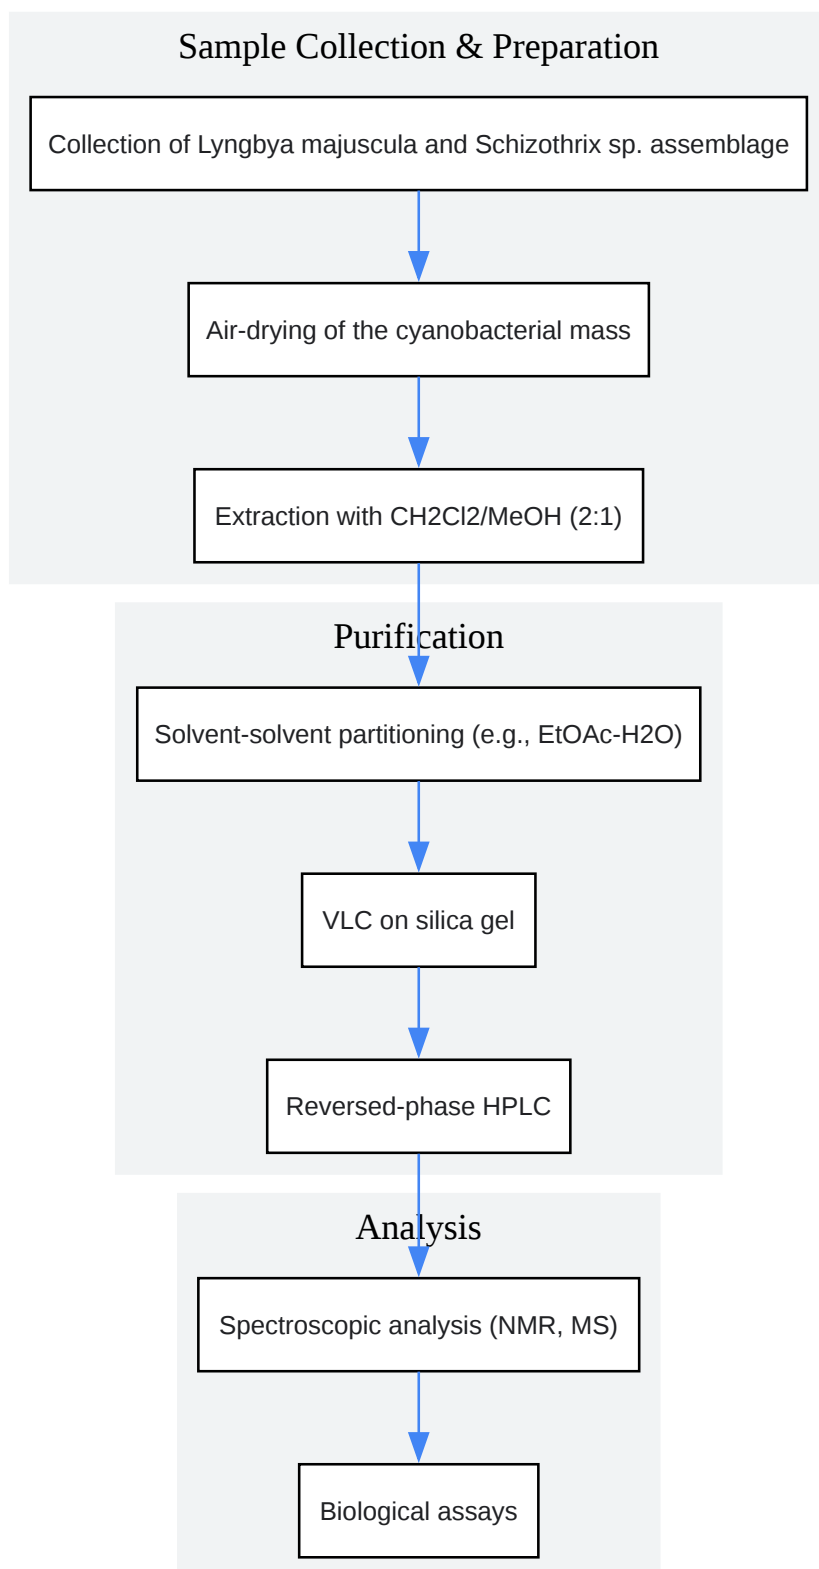 Sample Collection & Preparation
Collection of Lyngbya majuscula and Schizothrix sp. assemblage
Air-drying of the cyanobacterial mass
Extraction with CH2Cl2/MeOH (2:1)
Purification
Solvent-solvent partitioning (e.g., EtOAc-H2O)
VLC on silica gel
Reversed-phase HPLC
Analysis
Spectroscopic analysis (NMR, MS)
Biological assays